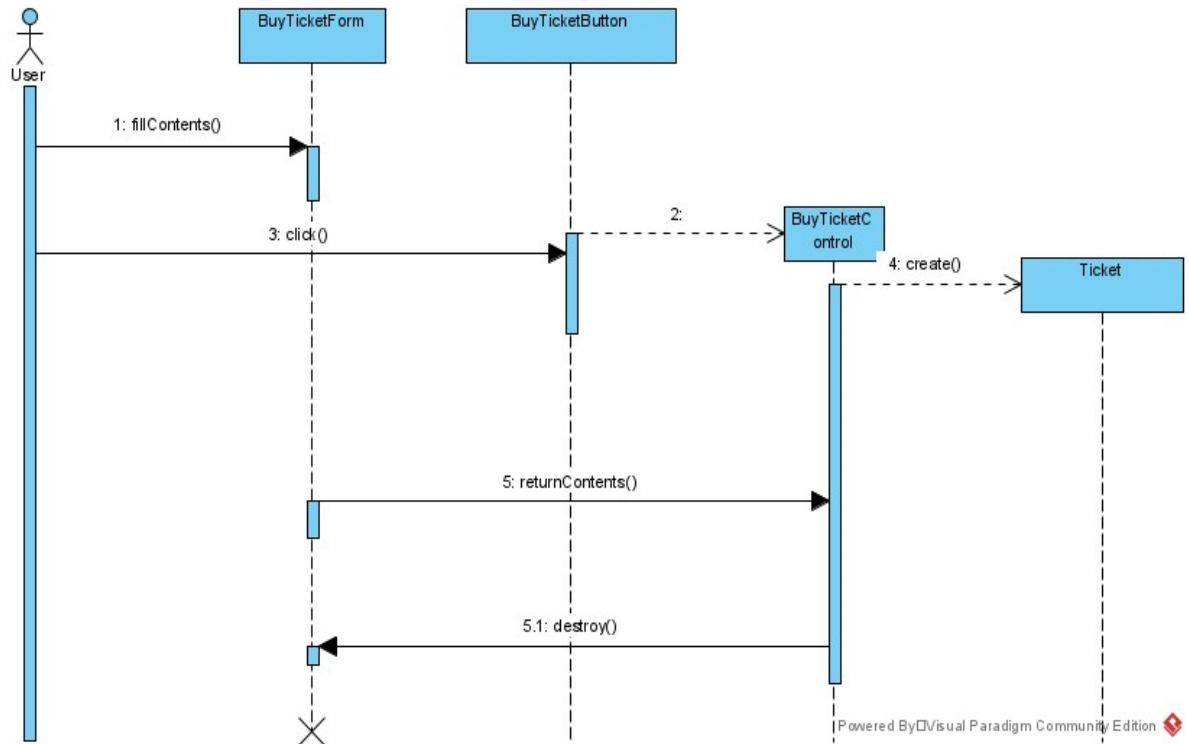 User
BuyTicketForm
BuyTicketButton
1: fillContents()
2:
BuyTicketC
ontrol
3: click()
4: create()
Ticket
5: returnContents()
5.1: destroy()
Powered By□Visual Paradigm Community Edition